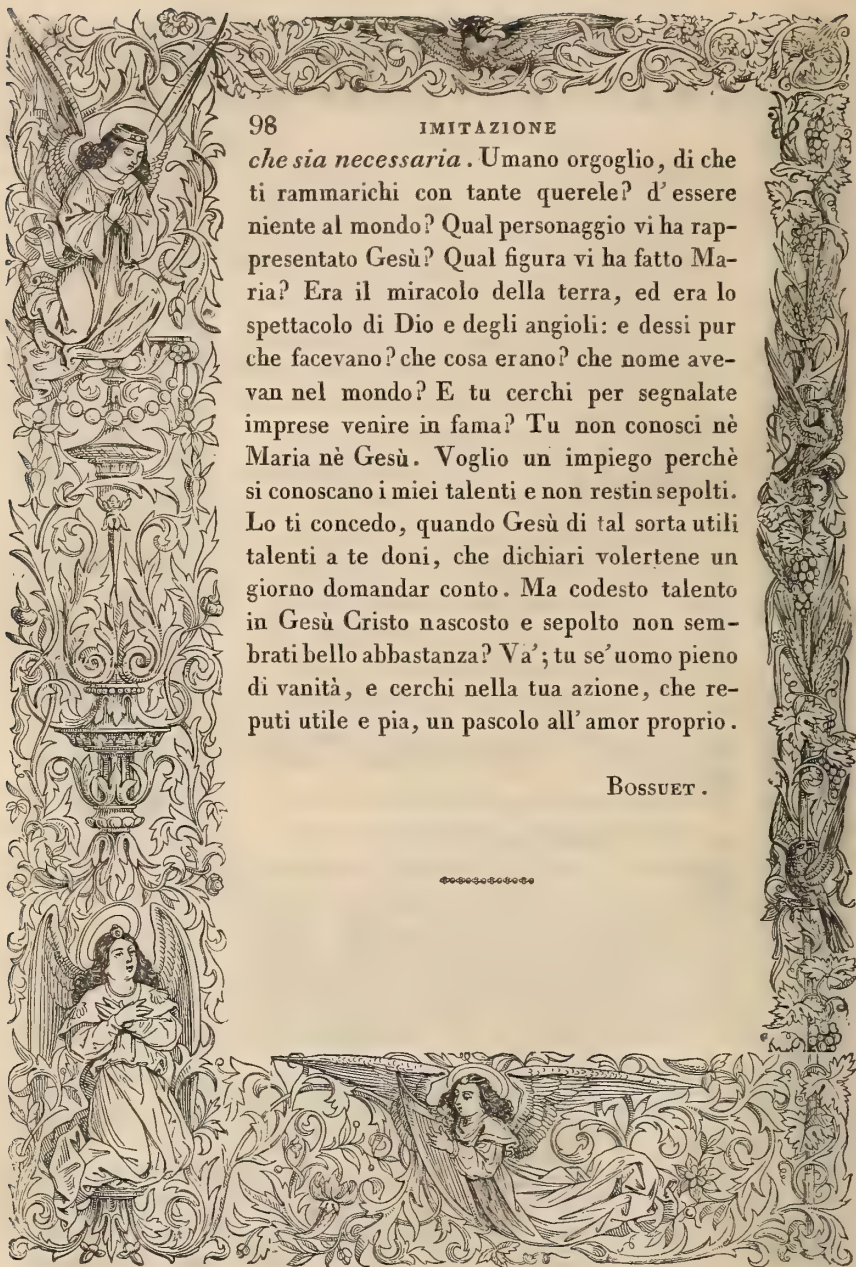 98 IMITAZIONE
che sia necessaria. Umano orgoglio, di che
ti rammarichi con tante querele? d'essere
niente al mondo? Qual personaggio vi ha rap-
presentato Gesù? Qual figura vi ha fatto Ma-
ria? Era il miracolo della terra, ed era lo
spettacolo di Dio e degli angioli: e dessi pur
che facevano? che cosa erano? che nome ave-
van nel mondo? E tu cerchi per segnalate
imprese venire in fama? Tu non conosci nè
Maria nè Gesù. Voglio un impiego perchè
si conoscano i miei talenti e non restin sepolti.
Lo ti concedo, quando Gesù di tal sorta utili
talenti a te doni, che dichiari volertene un
giorno domandar conto. Ma codesto talento
in Gesù Cristo nascosto e sepolto non sem-
brati bello abbastanza? Va'; tu se' uomo pieno
di vanità, e cerchi nella tua azione, che re-
puti utile e pia, un pascolo all'amor proprio.
BOSSUET.